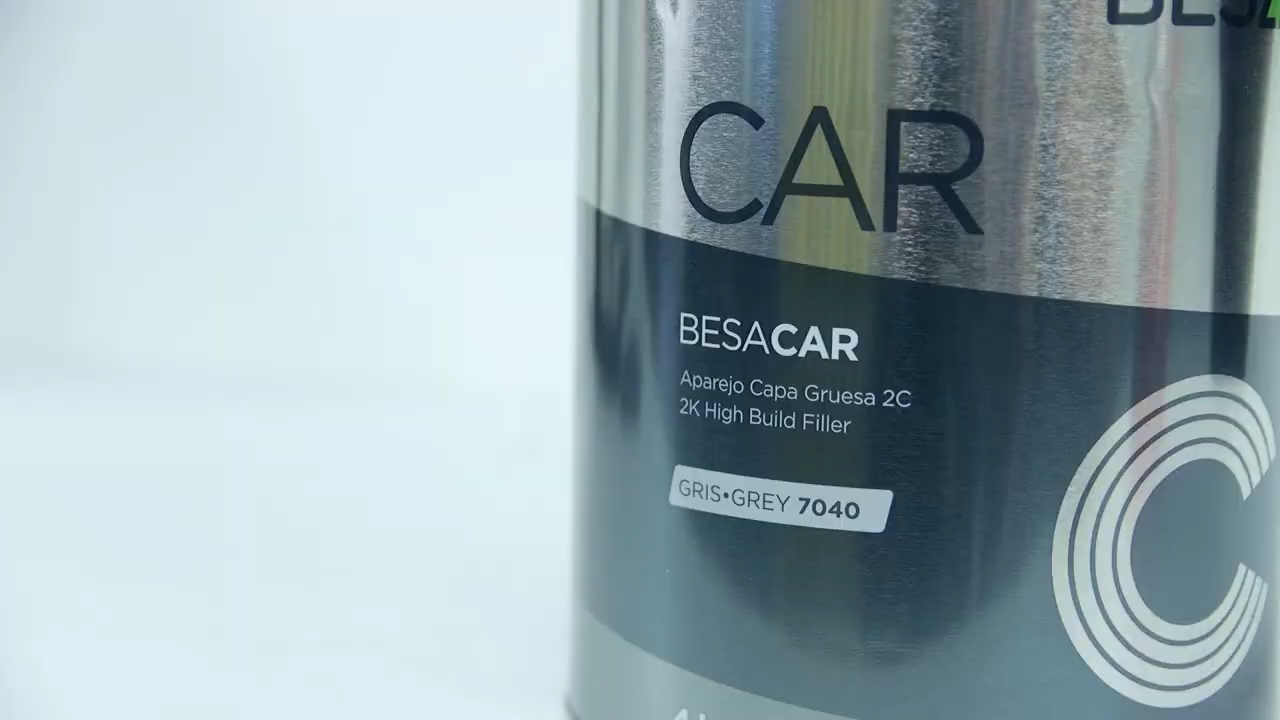 CAR
BESACAR
Aparejo Capa Gruesa 2C
2K High Build Filler
GRIS•GREY 7040
C